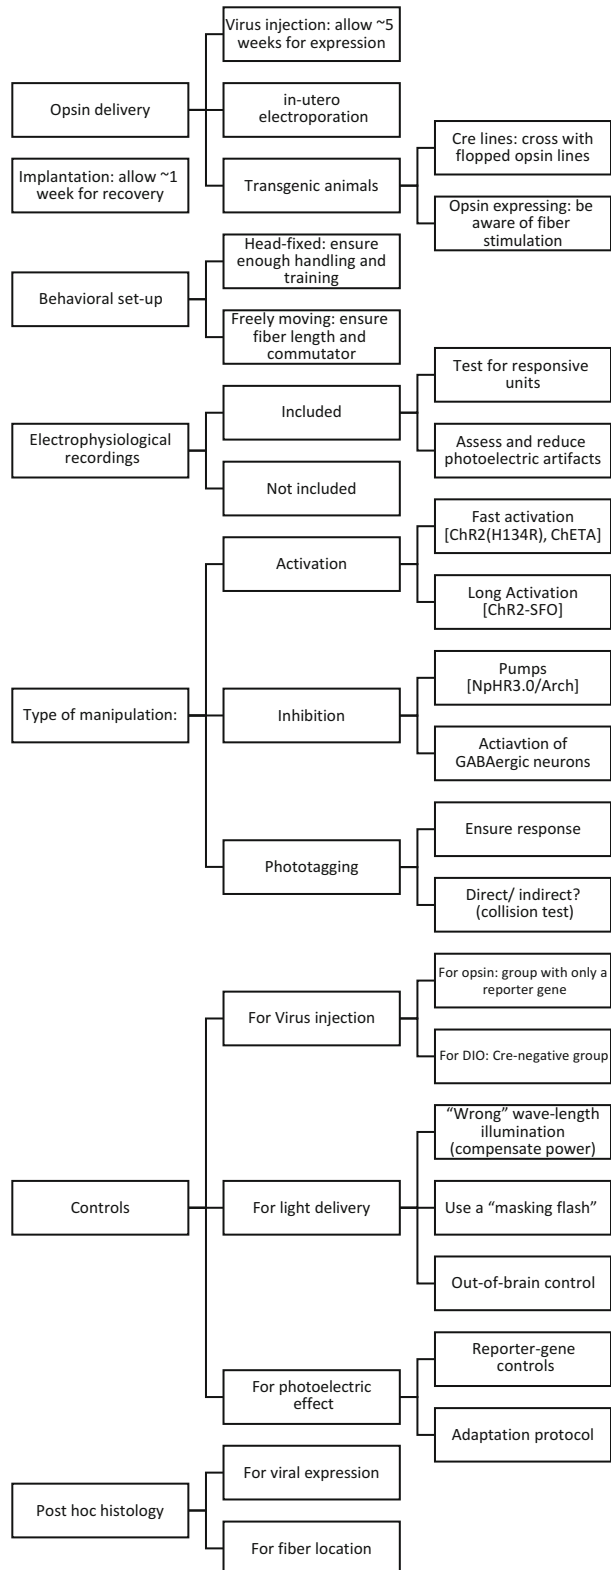 Virus injection: allow ~5
weeks for expression
Opsin delivery
in-utero
electroporation
Cre lines: cross with
flopped opsin lines
Implantation: allow ~1
week for recovery
Transgenic animals
Opsin expressing: be
aware of fiber
stimulation
Head-fixed: ensure
enough handling and
training
Behavioral set-up
Freely moving: ensure
fiber length and
commutator
Test for responsive
units
Included
Electrophysiological
recordings
Assess and reduce
photoelectric artifacts
Not included
Fast activation
[ChR2(H134R), ChETA]
Activation
Long Activation
[ChR2-SFO]
Pumps
[NpHR3.0/Arch]
Type of manipulation:
Inhibition
Actiavtion of
GABAergic neurons
Ensure response
Phototagging
Direct/ indirect?
(collision test)
For opsin: group with only a
reporter gene
For Virus injection
For DIO: Cre-negative group
"Wrong" wave-length
illumination
(compensate power)
Controls
For light delivery
Use a "masking flash"
Out-of-brain control
Reporter-gene
controls
For photoelectric
effect
Adaptation protocol
For viral expression
Post hoc histology
For fiber location